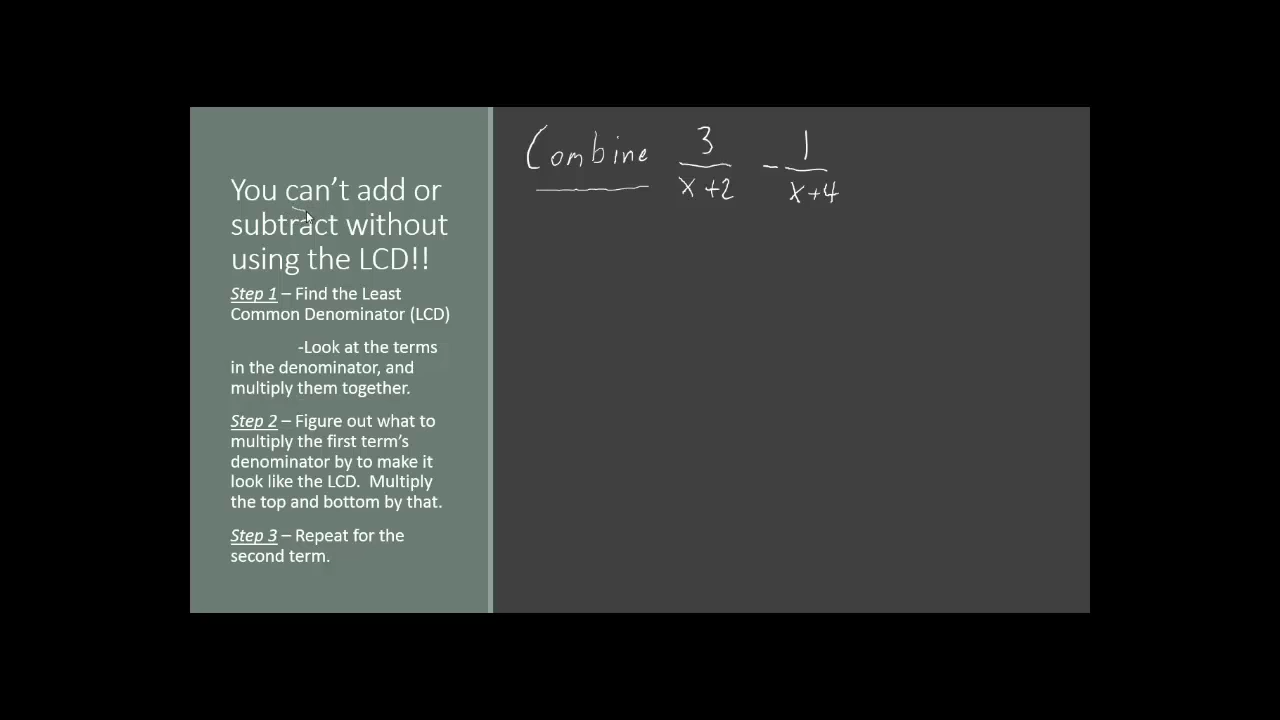 You can't add or
subtract without
using the LCD!!
Step 1 – Find the Least
Common Denominator (LCD)
-Look at the terms
in the denominator, and
multiply them together.
Step 2 – Figure out what to
multiply the first term's
denominator by to make it
look like the LCD.  Multiply
the top and bottom by that.
Step 3 – Repeat for the
second term.
Combine 3/(x+2) - 1/(x+4)